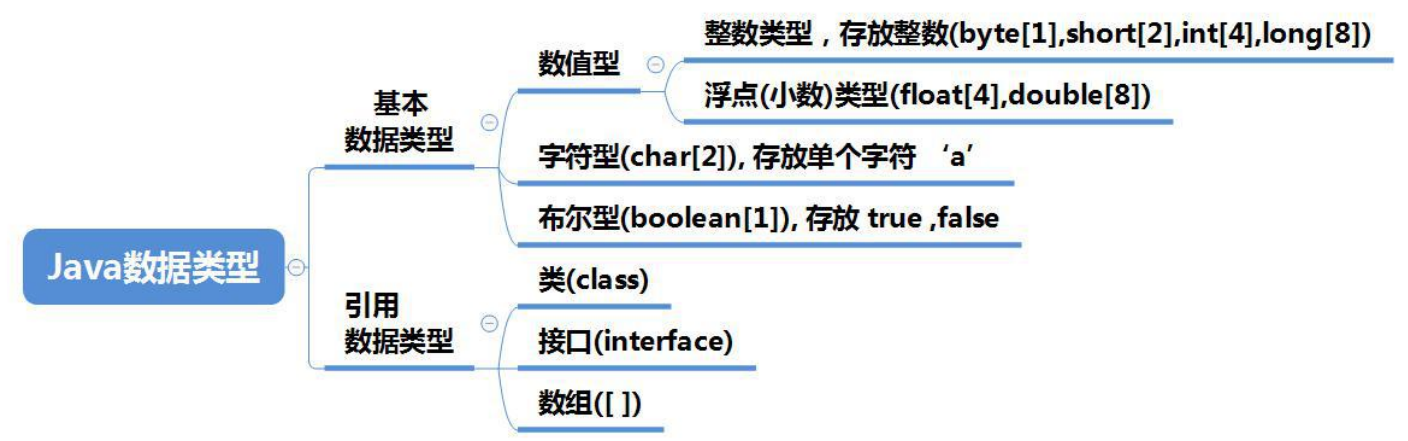 Java数据类型
基本
数据类型
数值型
整数类型，存放整数(byte[1],short[2],int[4],long[8])
浮点(小数)类型(float[4],double[8])
字符型(char[2]), 存放单个字符 ‘a’
布尔型(boolean[1]), 存放 true ,false
引用
数据类型
类(class)
接口(interface)
数组([ ])